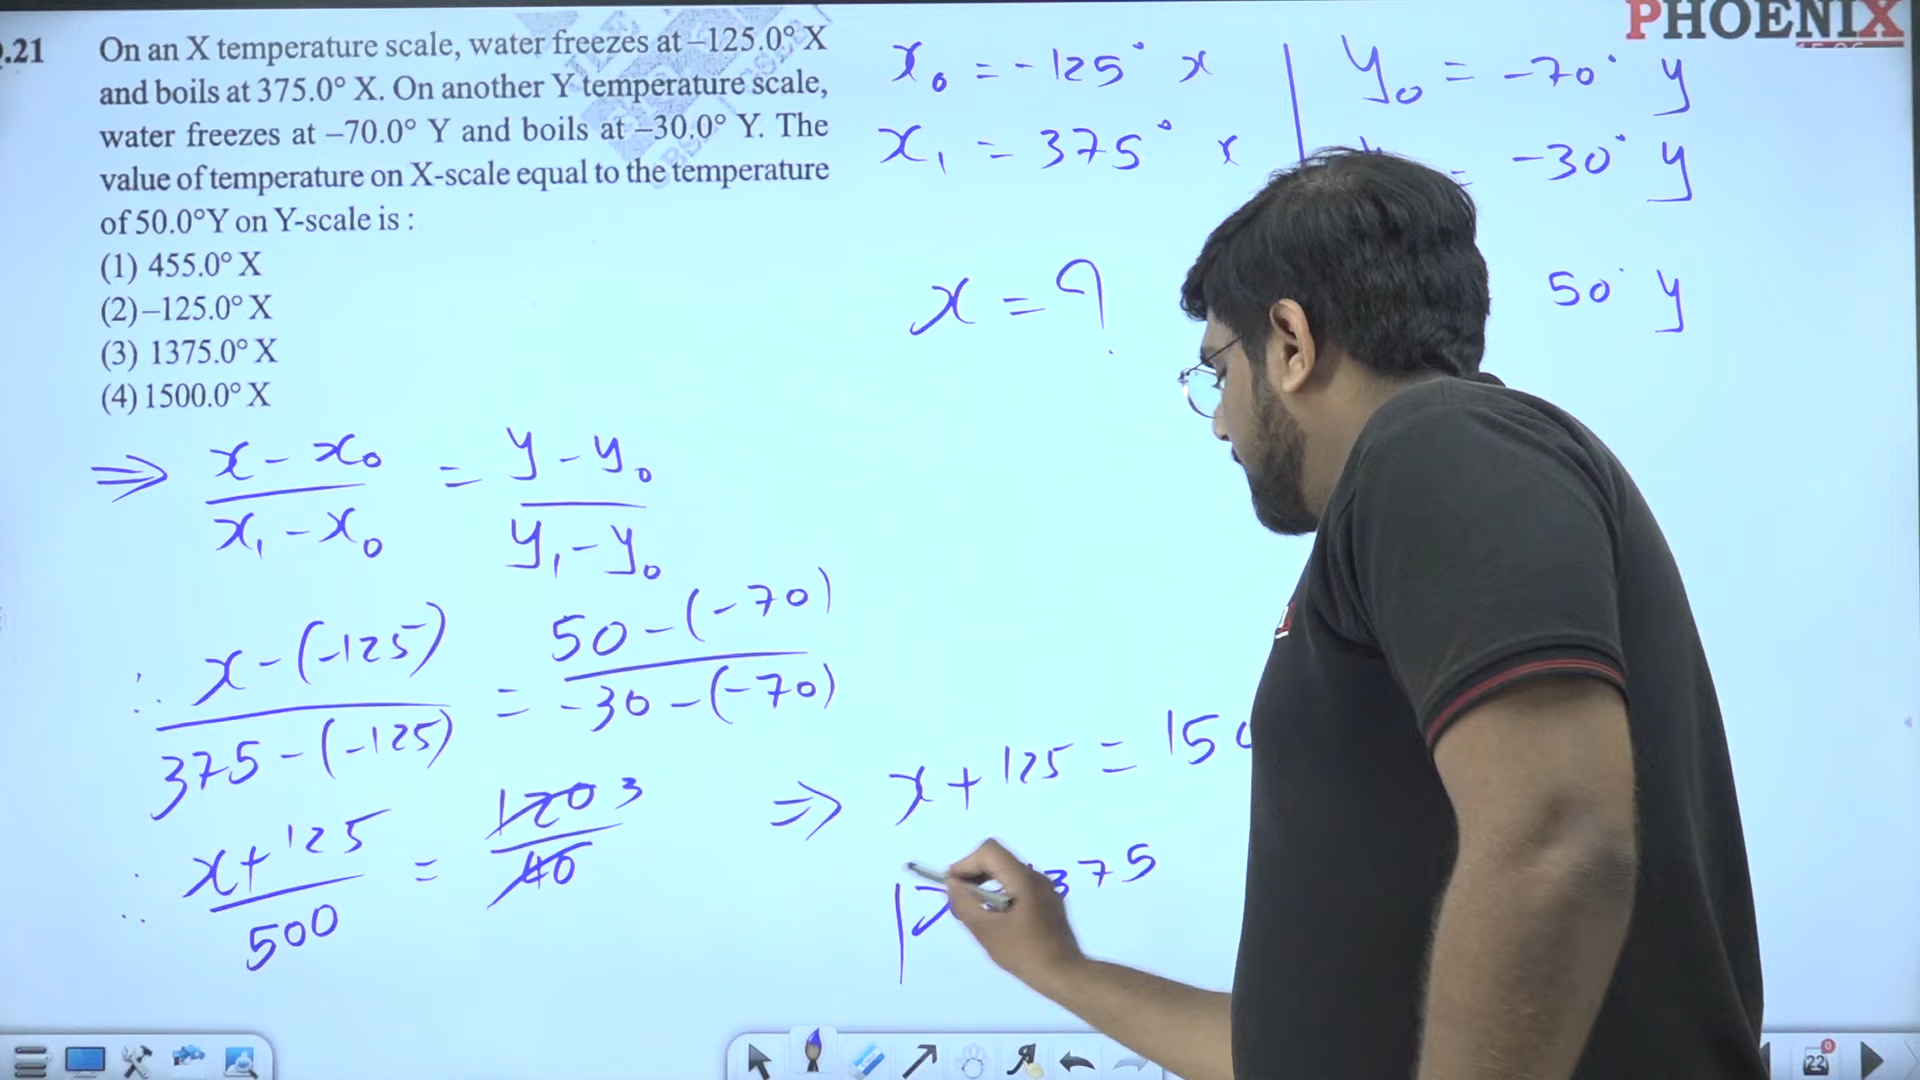 .21 On an X temperature scale, water freezes at –125.0° X
and boils at 375.0° X. On another Y temperature scale,
water freezes at –70.0° Y and boils at –30.0° Y. The
value of temperature on X-scale equal to the temperature
of 50.0°Y on Y-scale is :
(1) 455.0° X
(2) –125.0° X
(3) 1375.0° X
(4) 1500.0° X
PHOENIX
x₀ = -125° x | y₀ = -70° y
x₁ = 375° x | = -30° y
x = ? 50° y
⇒ (x - x₀)/(x₁ - x₀) = (y - y₀)/(y₁ - y₀)
∴ (x - (-125))/(375 - (-125)) = (50 - (-70))/(-30 - (-70))
∴ (x + 125)/500 = 120/40 3
⇒ x + 125 = 150
x 375
22
0